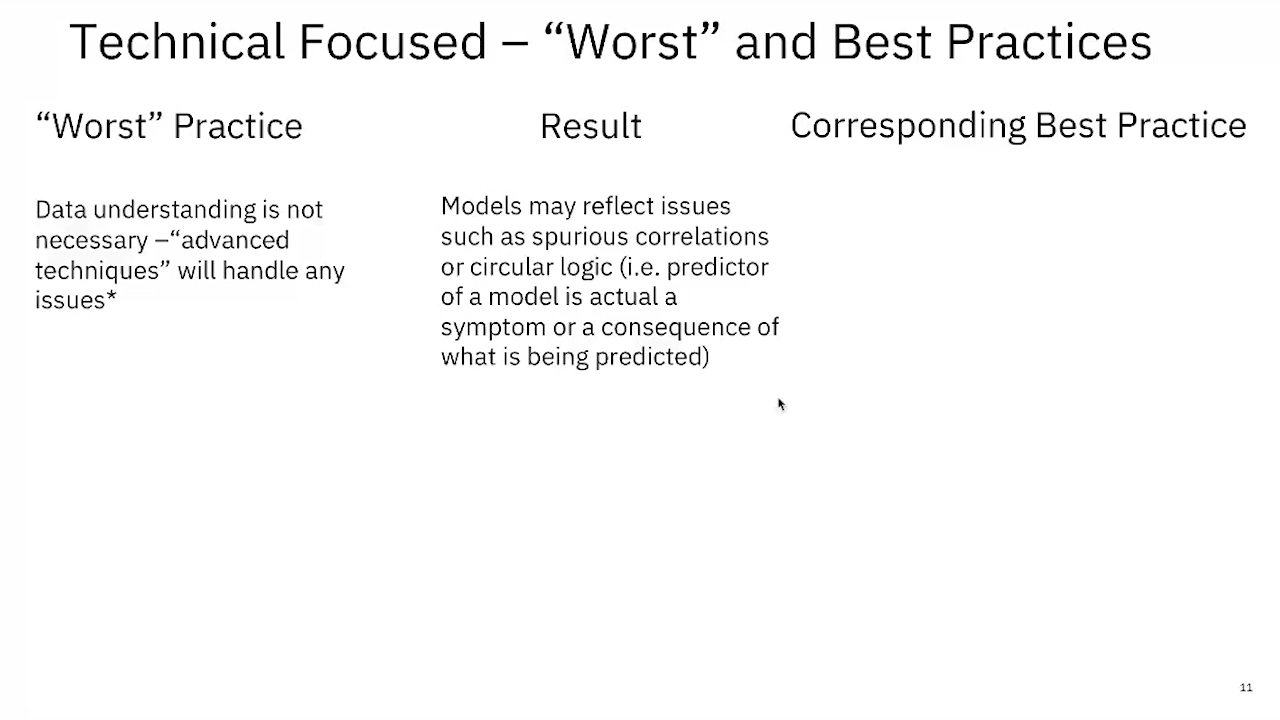 Technical Focused – “Worst” and Best Practices
“Worst” Practice
Result
Corresponding Best Practice
Data understanding is not
necessary –“advanced
techniques” will handle any
issues*
Models may reflect issues
such as spurious correlations
or circular logic (i.e. predictor
of a model is actual a
symptom or a consequence of
what is being predicted)
11